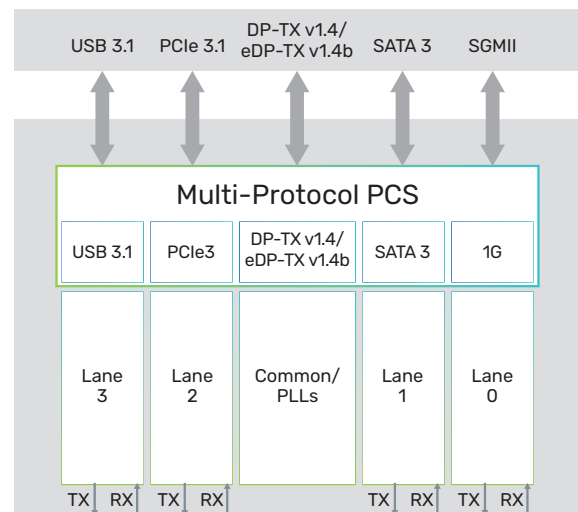 USB 3.1 PCIe 3.1 DP-TX v1.4/ SATA 3 SGMII
eDP-TX v1.4b
Multi-Protocol PCS
USB 3.1 PCIe3 DP-TX v1.4/ SATA 3 1G
eDP-TX v1.4b
Lane Lane Common/ Lane Lane
3 2 PLLs 1 0
TX RX TX RX TX RX TX RX